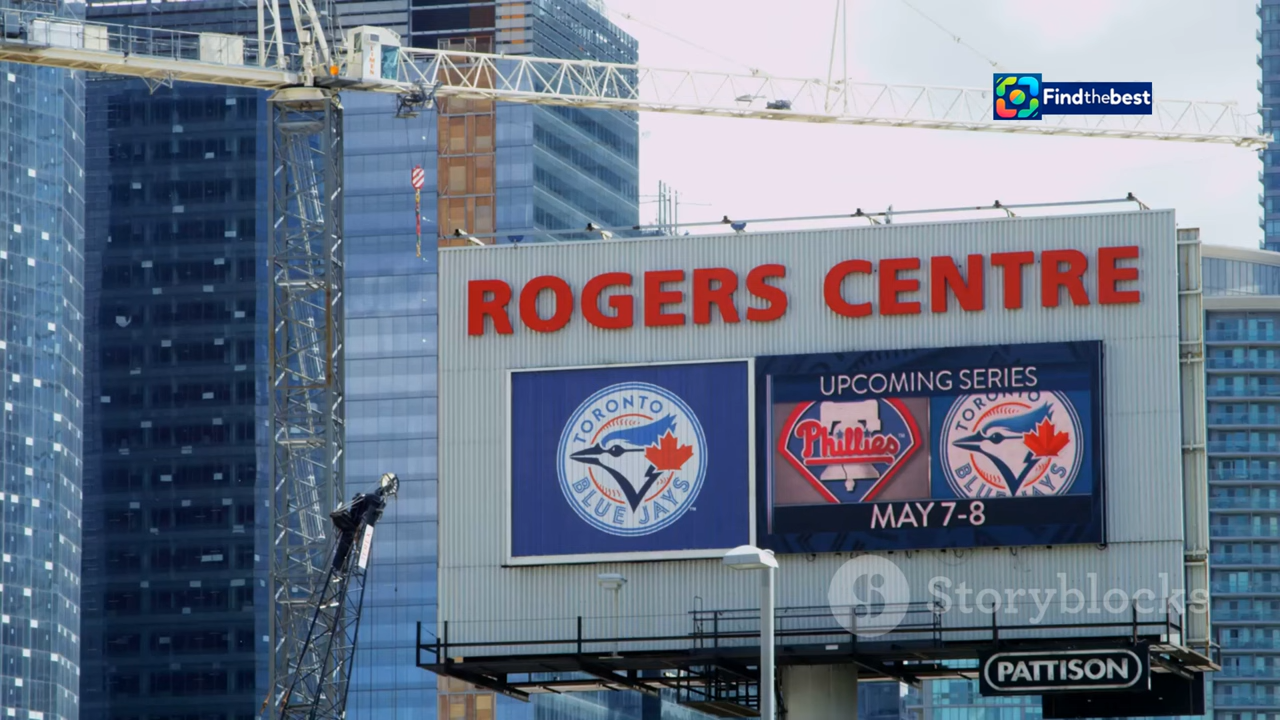 FindtheBest
ROGERS CENTRE
TORONTO
BLUE JAYS
UPCOMING SERIES
Phillies
TORONTO
BLUE JAYS
MAY 7-8
Storyblocks
PATTISON